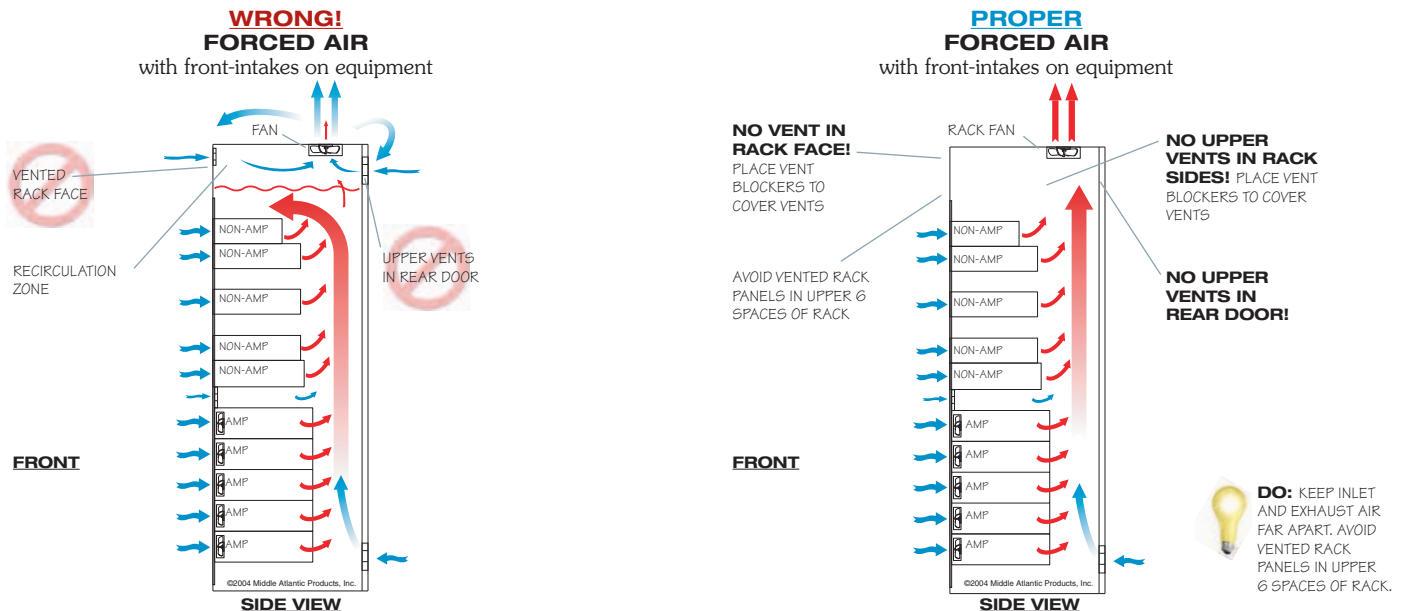 WRONG!
FORCED AIR
with front-intakes on equipment
FAN
VENTED
RACK FACE
RECIRCULATION
ZONE
UPPER VENTS
IN REAR DOOR
NON-AMP
NON-AMP
NON-AMP
NON-AMP
NON-AMP
AMP
AMP
AMP
AMP
AMP
FRONT
©2004 Middle Atlantic Products, Inc.
SIDE VIEW
PROPER
FORCED AIR
with front-intakes on equipment
NO VENT IN
RACK FACE!
PLACE VENT
BLOCKERS TO
COVER VENTS
RACK FAN
NO UPPER
VENTS IN RACK
SIDES! PLACE VENT
BLOCKERS TO COVER
VENTS
AVOID VENTED RACK
PANELS IN UPPER 6
SPACES OF RACK
NO UPPER
VENTS IN
REAR DOOR!
NON-AMP
NON-AMP
NON-AMP
NON-AMP
NON-AMP
AMP
AMP
AMP
AMP
AMP
FRONT
DO: KEEP INLET
AND EXHAUST AIR
FAR APART. AVOID
VENTED RACK
PANELS IN UPPER
6 SPACES OF RACK.
©2004 Middle Atlantic Products, Inc.
SIDE VIEW